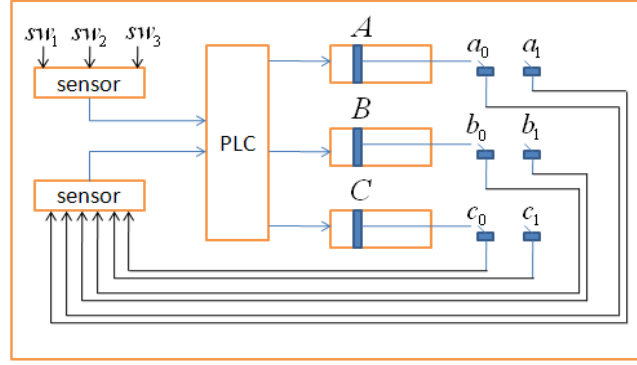 sw₁ sw₂ sw₃
sensor
A
a₀ a₁
B
b₀ b₁
PLC
sensor
C
c₀ c₁